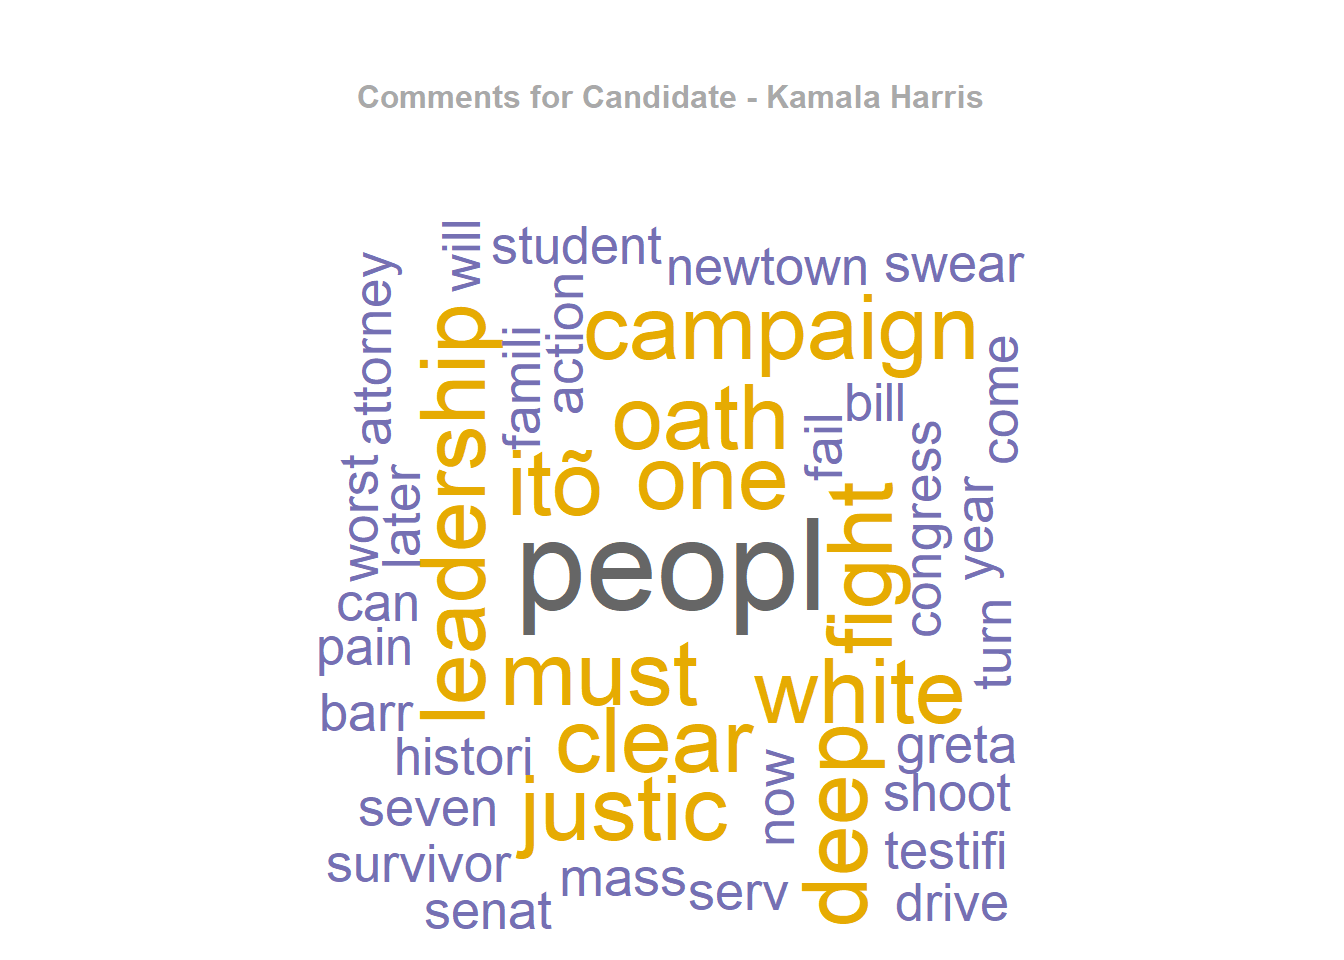 Comments for Candidate - Kamala Harris
will
student
newtown
swear
attorney
leadership
famili
action
campaign
come
oath
bill
fail
worst
later
itõ
one
fight
congress
year
peopl
can
pain
turn
must
white
barr
clear
deep
greta
histori
now
justic
shoot
seven
survivor
mass
serv
testifi
senat
drive